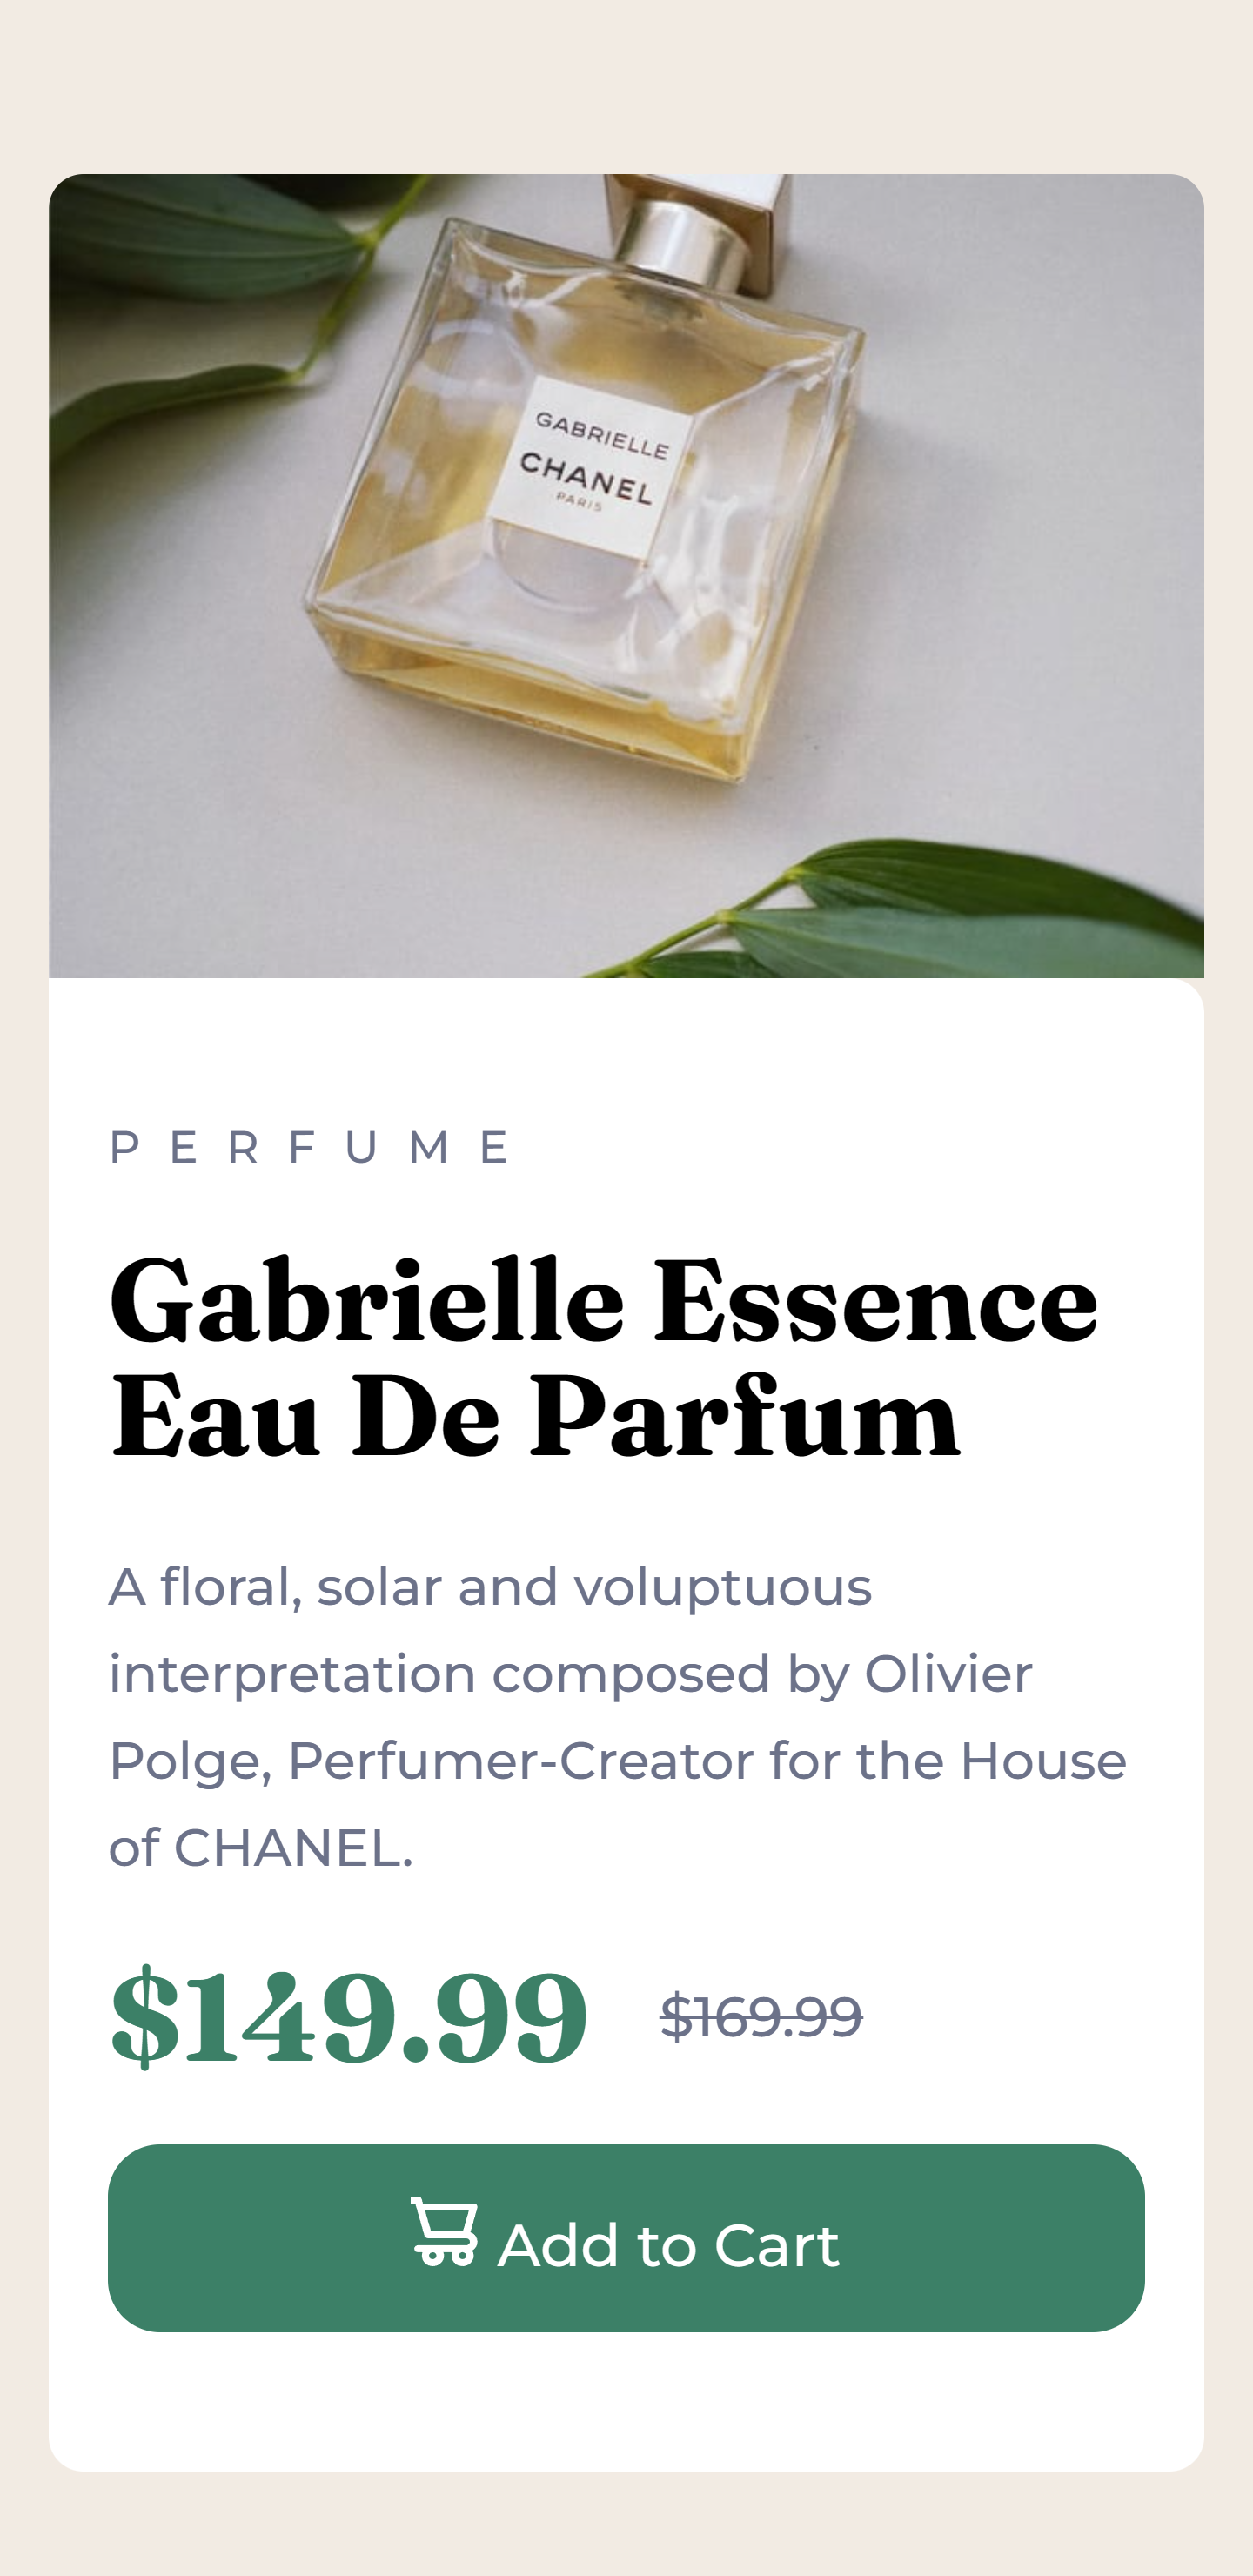 GABRIELLE
CHANEL
PARIS
PERFUME
Gabrielle Essence
Eau De Parfum
A floral, solar and voluptuous
interpretation composed by Olivier
Polge, Perfumer-Creator for the House
of CHANEL.
$149.99 $169.99
Add to Cart